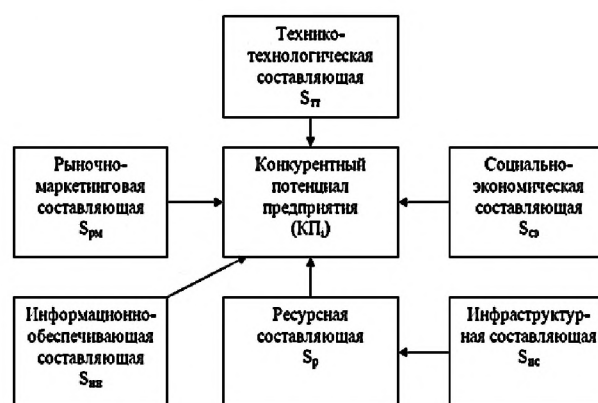 Технико-
технологическая
составляющая
Sтт
Рыночно-
маркетинговая
составляющая
Sрм
Конкурентный
потенциал
предприятия
(КПi)
Социально-
экономическая
составляющая
Sсэ
Информационно-
обеспечивающая
составляющая
Ресурсная
составляющая
Sр
Инфраструктур-
ная составляющая
Sис